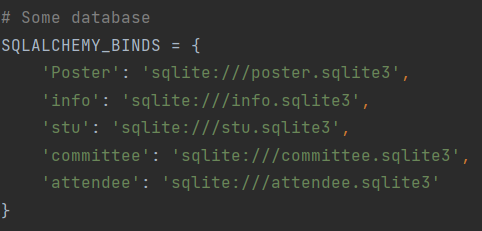 # Some database
SQLALCHEMY_BINDS = {
    'Poster': 'sqlite:///poster.sqlite3',
    'info': 'sqlite:///info.sqlite3',
    'stu': 'sqlite:///stu.sqlite3',
    'committee': 'sqlite:///committee.sqlite3',
    'attendee': 'sqlite:///attendee.sqlite3'
}